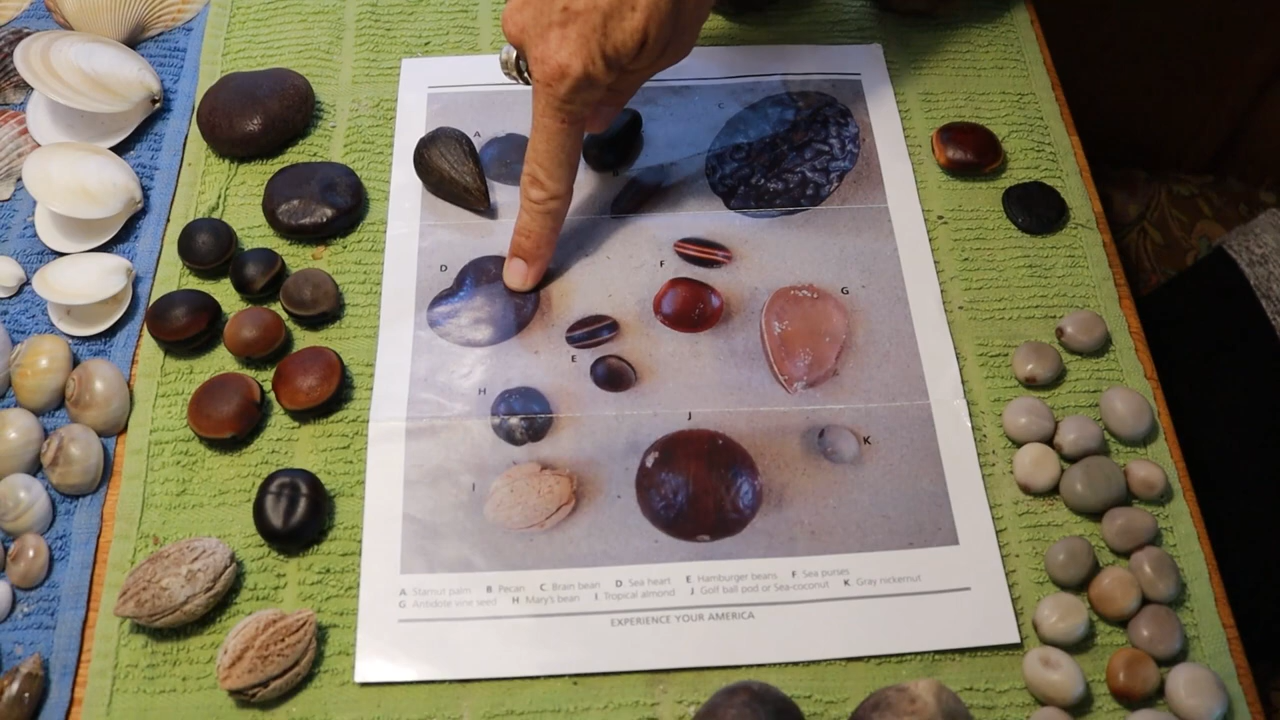 A
B
C
D
F
G
E
H
J
K
I
A. Starnut palm B. Pecan C. Brain bean D. Sea heart E. Hamburger beans F. Sea purses
G. Antidote vine seed H. Mary's bean I. Tropical almond J. Golf ball pod or Sea-coconut K. Gray nickernut
EXPERIENCE YOUR AMERICA